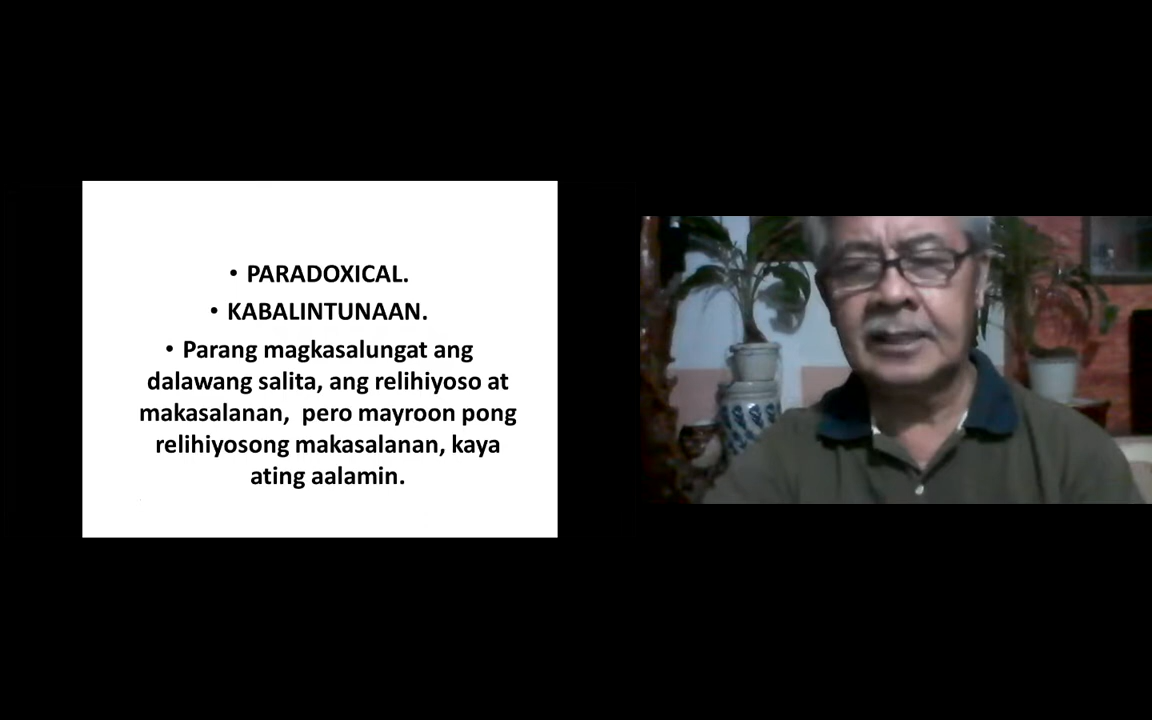 • PARADOXICAL.
• KABALINTUNAAN.
• Parang magkasalungat ang
dalawang salita, ang relihiyoso at
makasalanan,  pero mayroon pong
relihiyosong makasalanan, kaya
ating aalamin.